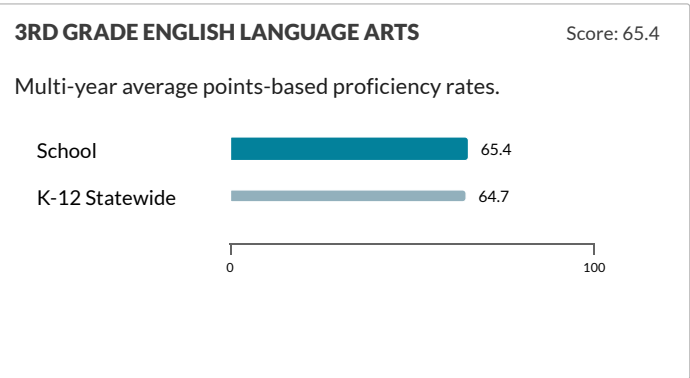 3RD GRADE ENGLISH LANGUAGE ARTS Score: 65.4
Multi-year average points-based proficiency rates.
School 65.4
K-12 Statewide 64.7
0 100